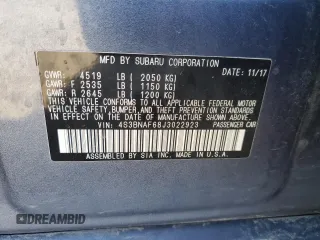 MFD BY SUBARU CORPORATION 11/17
GVWR: 4519 LB ( 2050 KG)
GAWR: F 2535 LB ( 1150 KG)
GAWR: R 2645 LB ( 1200 KG)
THIS VEHICLE CONFORMS TO ALL APPLICABLE FEDERAL MOTOR
VEHICLE SAFETY, BUMPER, AND THEFT PREVENTION STANDARDS
IN EFFECT ON THE DATE OF MANUFACTURE SHOWN ABOVE.
VIN: 4S3BNAF68J3022923 PASSENGER CAR
ASSEMBLED BY SIA INC. MADE IN U.S.A.
© DREAMBID